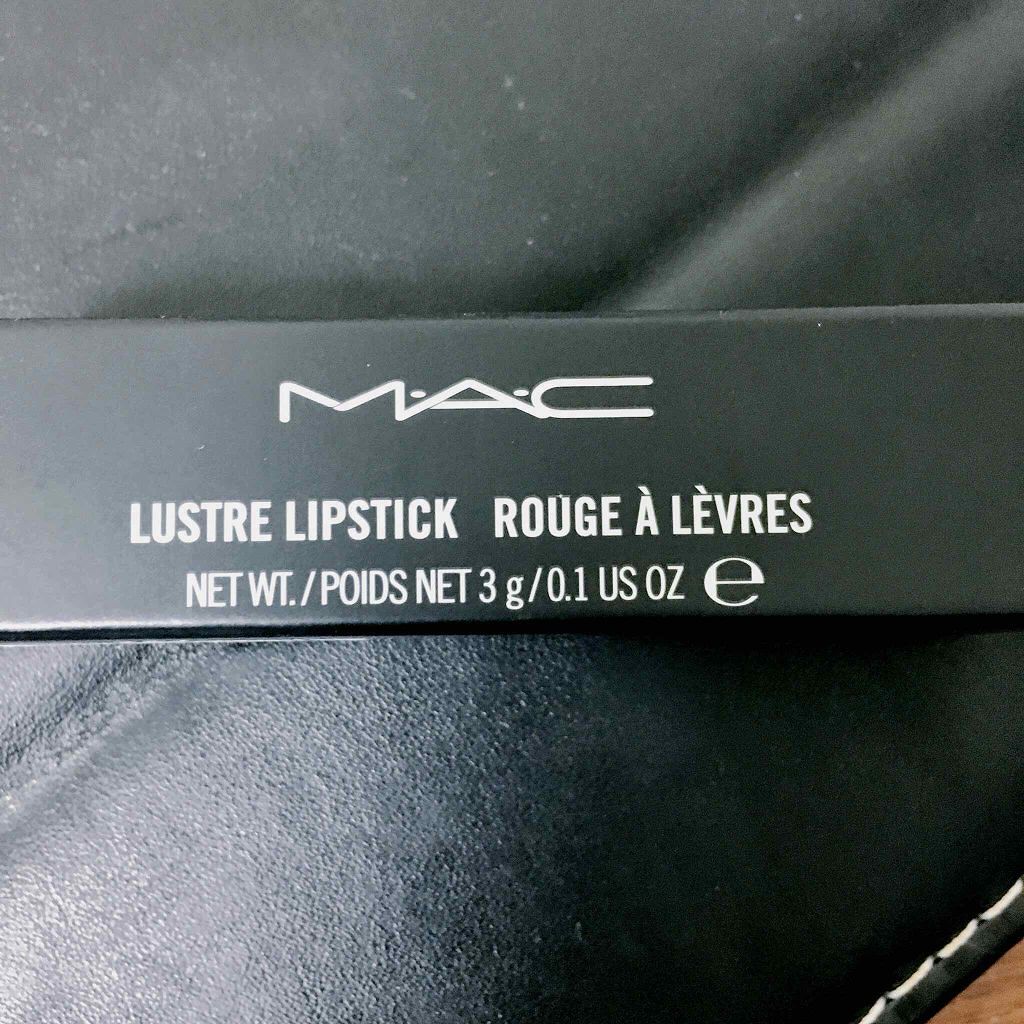 M·A·C
LUSTRE LIPSTICK ROUGE À LÈVRES
NET WT./POIDS NET 3 g/0.1 US OZ ℮